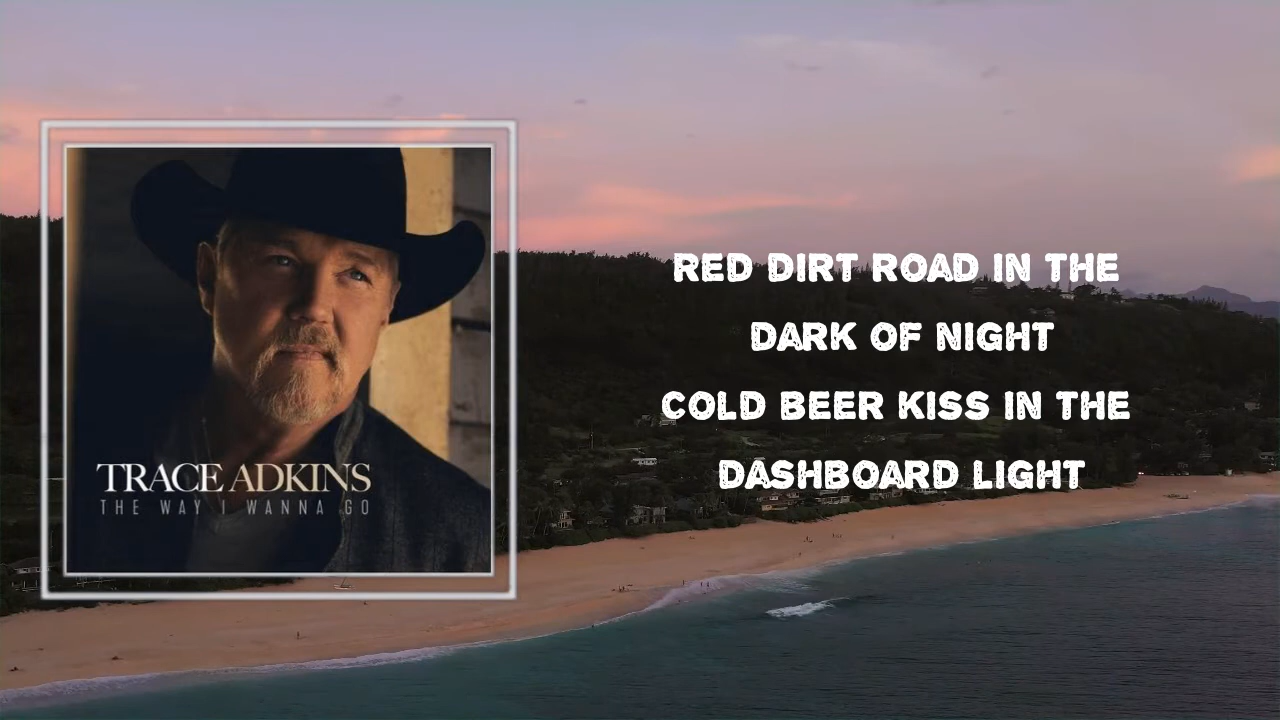 TRACE ADKINS
THE WAY I WANNA GO
RED DIRT ROAD IN THE
DARK OF NIGHT
COLD BEER KISS IN THE
DASHBOARD LIGHT